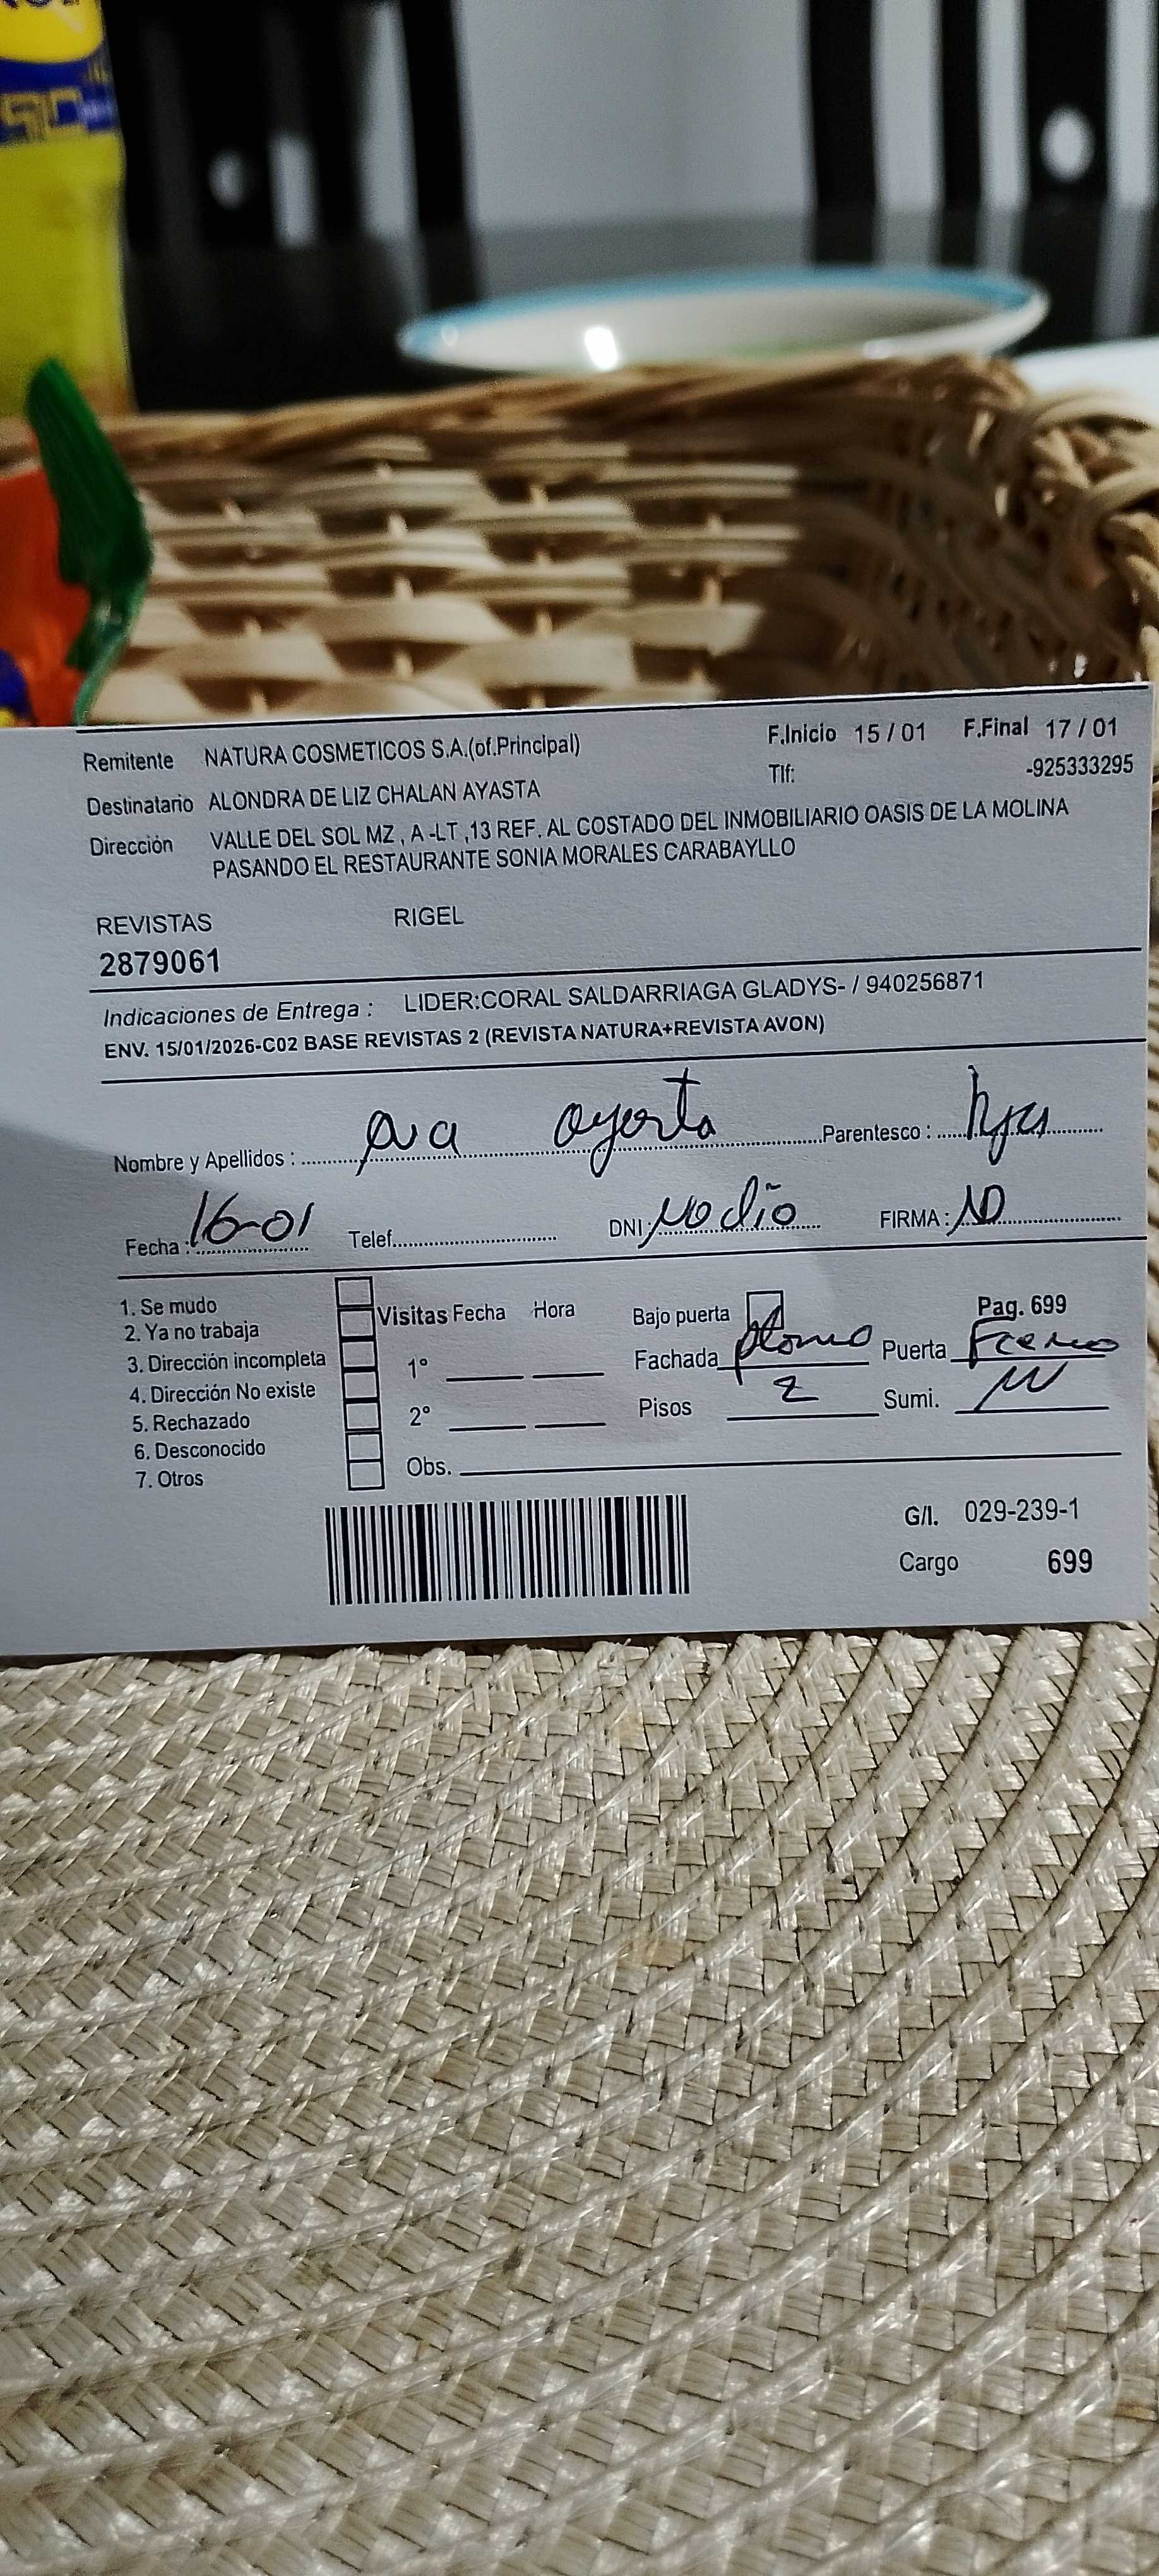 Remitente NATURA COSMETICOS S.A.(of.Principal) F.Inicio 15 / 01 F.Final 17 / 01
Tlf: -925333295
Destinatario ALONDRA DE LIZ CHALAN AYASTA
Dirección VALLE DEL SOL MZ , A -LT ,13 REF. AL COSTADO DEL INMOBILIARIO OASIS DE LA MOLINA
PASANDO EL RESTAURANTE SONIA MORALES CARABAYLLO
REVISTAS RIGEL
2879061
Indicaciones de Entrega : LIDER:CORAL SALDARRIAGA GLADYS- / 940256871
ENV. 15/01/2026-C02 BASE REVISTAS 2 (REVISTA NATURA+REVISTA AVON)
Nombre y Apellidos : ayasta Parentesco :
Fecha : 16-01 Telef. DNI: No dio FIRMA : ND
1. Se mudo
2. Ya no trabaja
3. Dirección incompleta
4. Dirección No existe
5. Rechazado
6. Desconocido
7. Otros
Visitas Fecha Hora
1°
2°
Obs.
Bajo puerta Pag. 699
Fachada plomo Puerta Fierro
Pisos 2 Sumi.
G/I. 029-239-1
Cargo 699